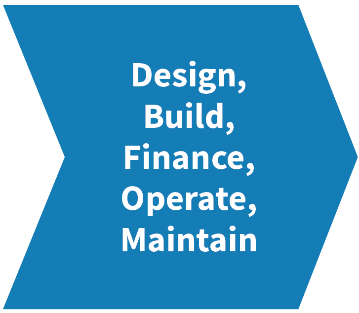 Design,
Build,
Finance,
Operate,
Maintain